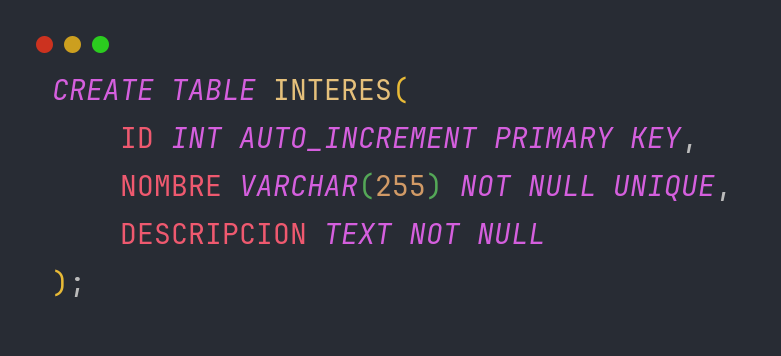 CREATE TABLE INTERES(
    ID INT AUTO_INCREMENT PRIMARY KEY,
    NOMBRE VARCHAR(255) NOT NULL UNIQUE,
    DESCRIPCION TEXT NOT NULL
);